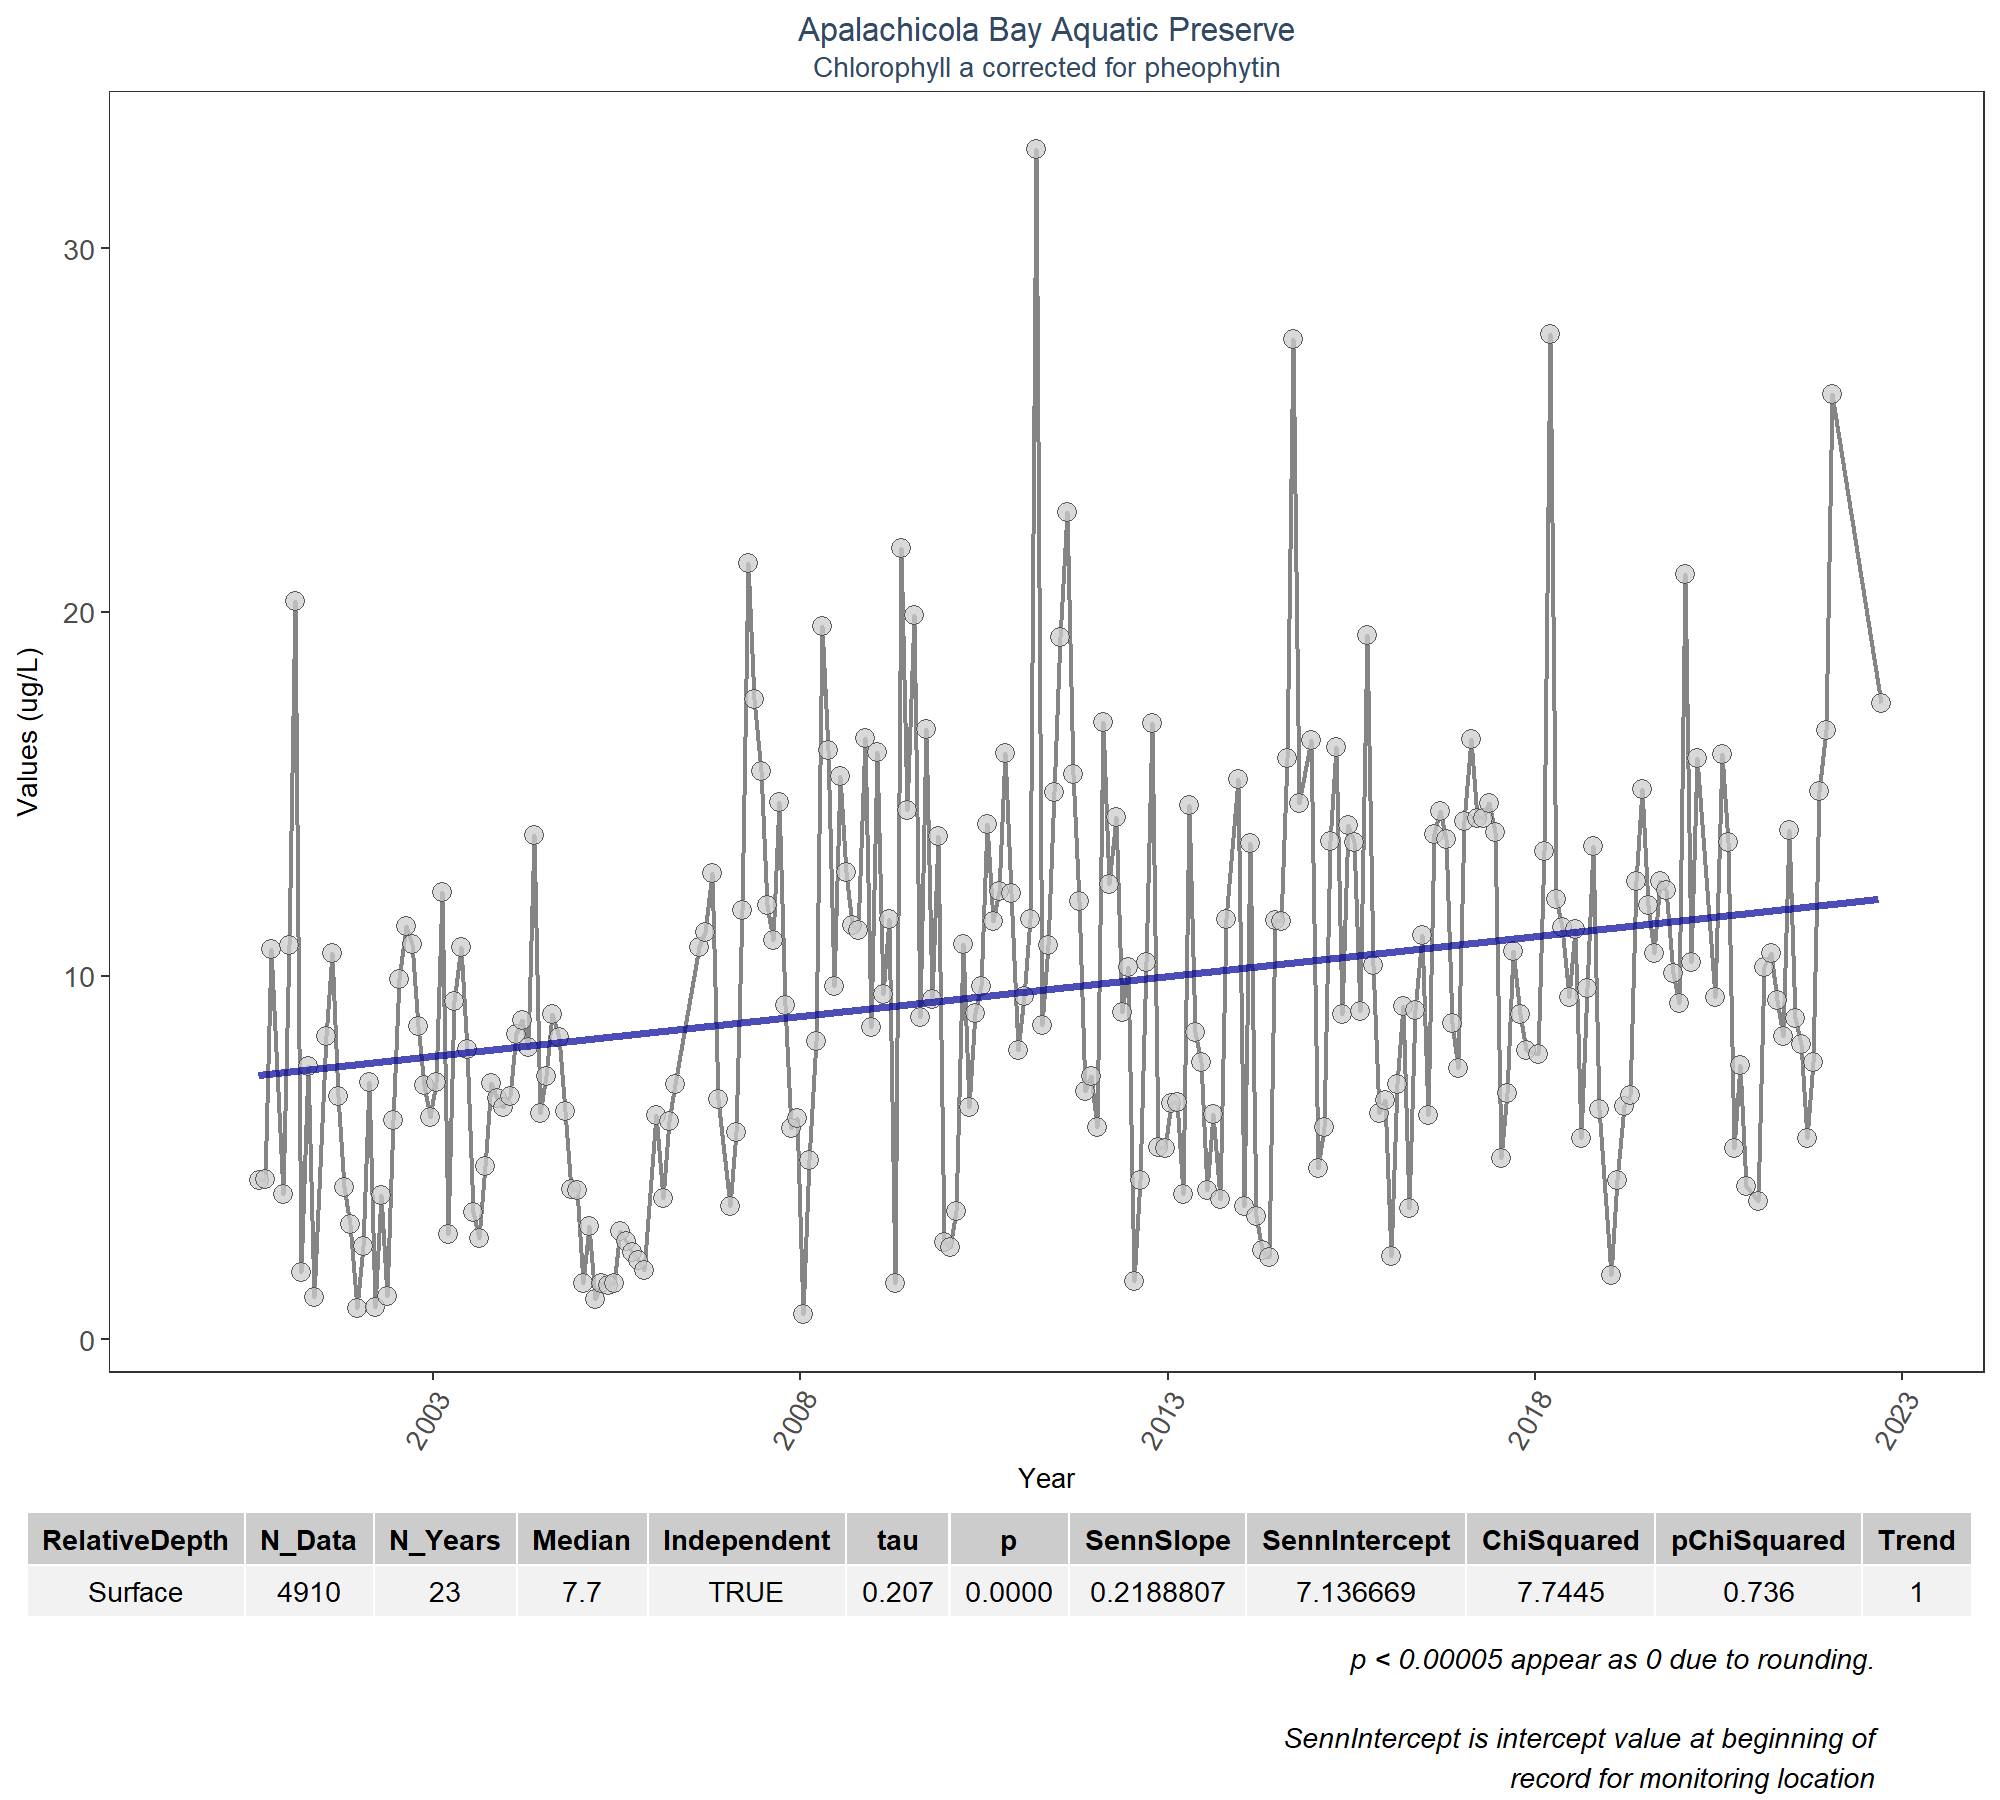 Apalachicola Bay Aquatic Preserve
Chlorophyll a corrected for pheophytin
30
20
10
0
Values (ug/L)
2003
2008
2013
2018
2023
Year
RelativeDepth N_Data N_Years Median Independent tau p SennSlope SennIntercept ChiSquared pChiSquared Trend
Surface 4910 23 7.7 TRUE 0.207 0.0000 0.2188807 7.136669 7.7445 0.736 1
p < 0.00005 appear as 0 due to rounding.
SennIntercept is intercept value at beginning of
record for monitoring location